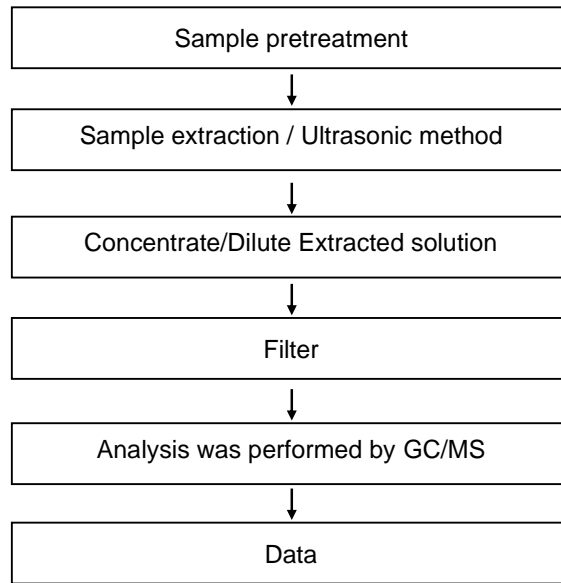 Sample pretreatment
Sample extraction / Ultrasonic method
Concentrate/Dilute Extracted solution
Filter
Analysis was performed by GC/MS
Data